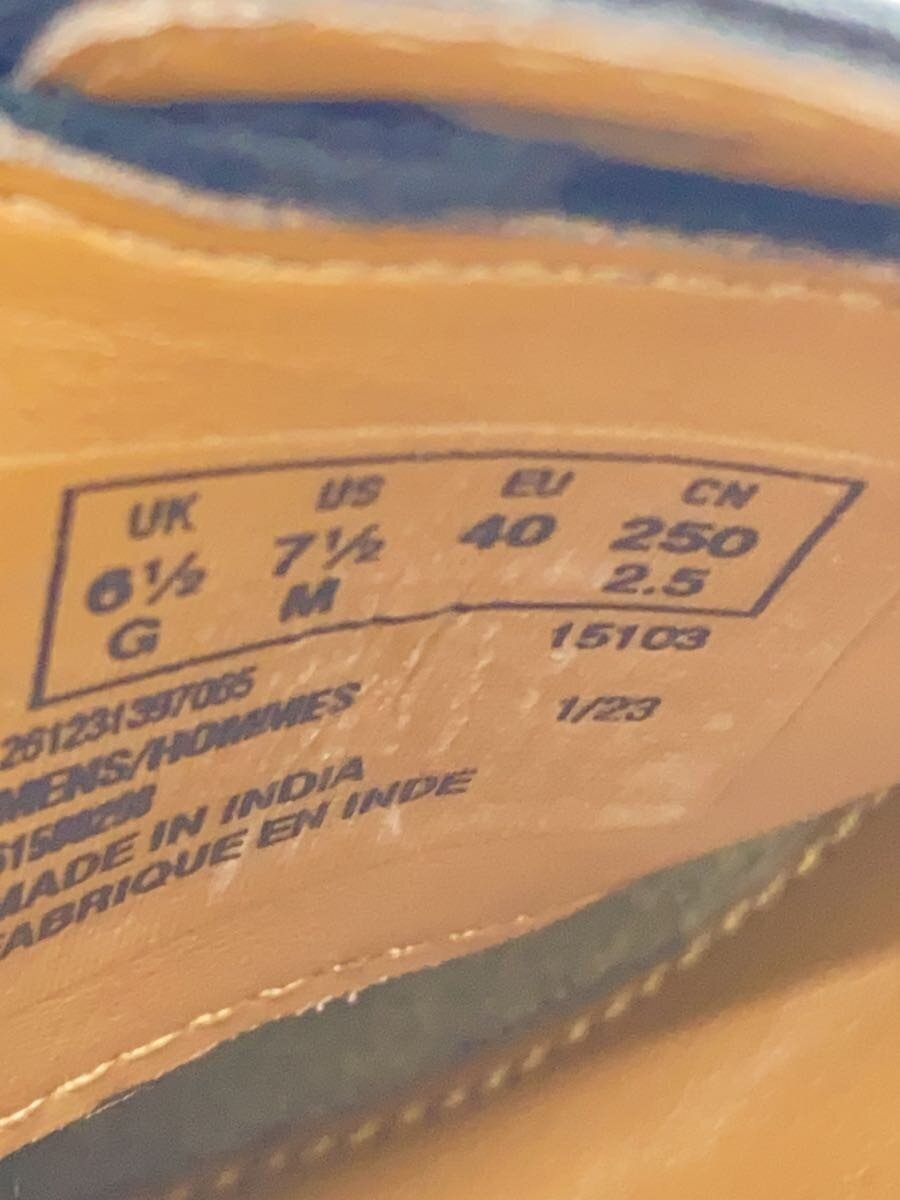 UK US EU CN
6½ 7½ 40 250
G M 2.5
15103
261231397065
MENS/HOMMES
1/23
MADE IN INDIA
FABRIQUE EN INDE